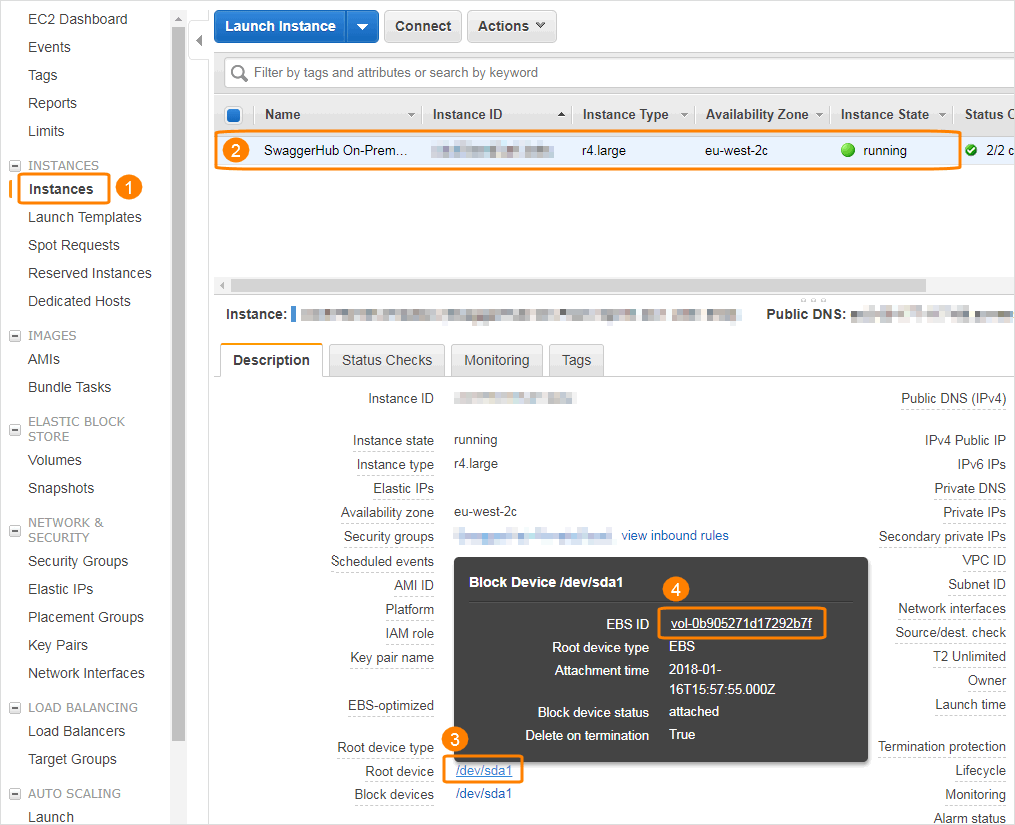 EC2 Dashboard
Events
Tags
Reports
Limits
INSTANCES
Instances
1
Launch Templates
Spot Requests
Reserved Instances
Dedicated Hosts
IMAGES
AMIs
Bundle Tasks
ELASTIC BLOCK
STORE
Volumes
Snapshots
NETWORK &
SECURITY
Security Groups
Elastic IPs
Placement Groups
Key Pairs
Network Interfaces
LOAD BALANCING
Load Balancers
Target Groups
AUTO SCALING
Launch
Launch Instance Connect Actions
Filter by tags and attributes or search by keyword
Name Instance ID Instance Type Availability Zone Instance State Status C
2 SwaggerHub On-Prem... r4.large eu-west-2c running 2/2 c
Instance: Public DNS:
Description Status Checks Monitoring Tags
Instance ID
Instance state running
Instance type r4.large
Elastic IPs
Availability zone eu-west-2c
Security groups view inbound rules
Scheduled events
AMI ID
Platform
IAM role
Key pair name
EBS-optimized
Root device type
3
Root device /dev/sda1
Block devices /dev/sda1
Block Device /dev/sda1
4
EBS ID vol-0b905271d17292b7f
Root device type EBS
Attachment time 2018-01-
16T15:57:55.000Z
Block device status attached
Delete on termination True
Public DNS (IPv4)
IPv4 Public IP
IPv6 IPs
Private DNS
Private IPs
Secondary private IPs
VPC ID
Subnet ID
Network interfaces
Source/dest. check
T2 Unlimited
Owner
Launch time
Termination protection
Lifecycle
Monitoring
Alarm status